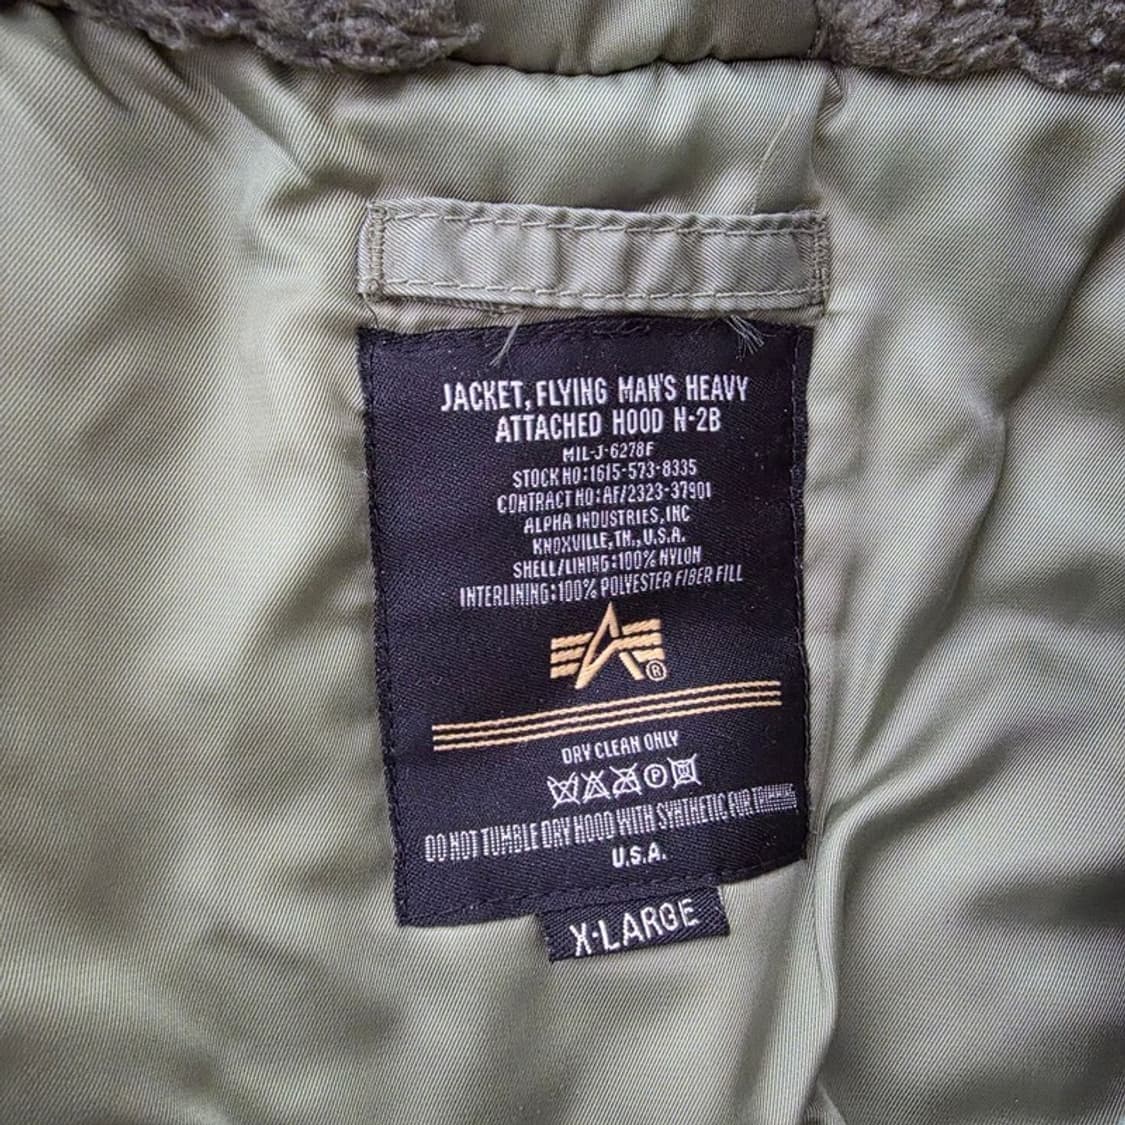 JACKET, FLYING MAN'S HEAVY
ATTACHED HOOD N-2B
MIL-J-6278F
STOCK NO:1615-573-8335
CONTRACT NO:AF/2323-37901
ALPHA INDUSTRIES, INC
KNOXVILLE, TN., U.S.A.
SHELL/LINING:100% NYLON
INTERLINING:100% POLYESTER FIBER FILL
®
DRY CLEAN ONLY
P
DO NOT TUMBLE DRY HOOD WITH SYNTHETIC FUR TRIMMING
U.S.A.
X-LARGE